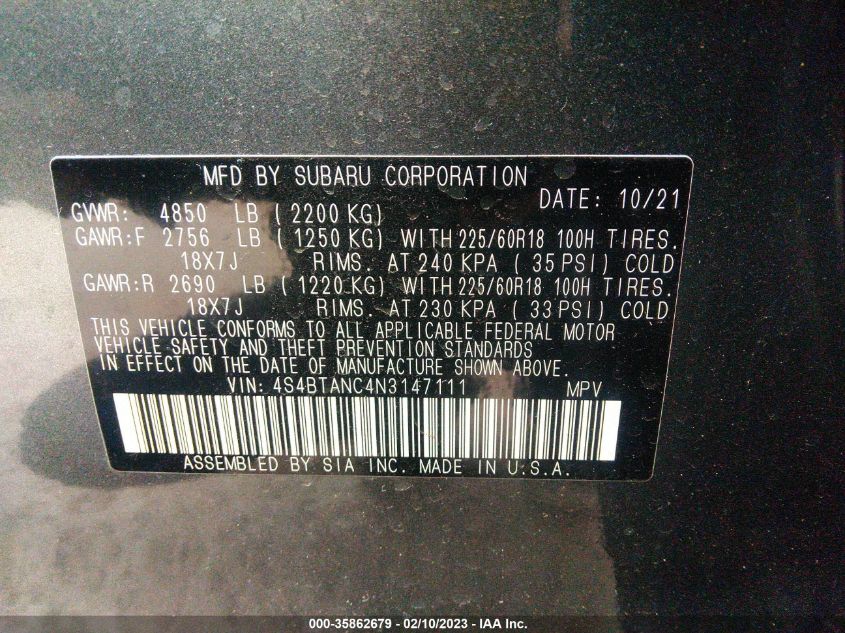 MFD BY SUBARU CORPORATION
DATE: 10/21
GVWR: 4850 LB (2200 KG)
GAWR:F 2756 LB (1250 KG) WITH 225/60R18 100H TIRES.
18X7J RIMS. AT 240 KPA (35 PSI) COLD
GAWR:R 2690 LB (1220 KG) WITH 225/60R18 100H TIRES.
18X7J RIMS. AT 230 KPA (33 PSI) COLD
THIS VEHICLE CONFORMS TO ALL APPLICABLE FEDERAL MOTOR
VEHICLE SAFETY AND THEFT PREVENTION STANDARDS
IN EFFECT ON THE DATE OF MANUFACTURE SHOWN ABOVE.
VIN: 4S4BTANC4N3147111 MPV
ASSEMBLED BY SIA INC. MADE IN U.S.A.
000-35862679 - 02/10/2023 - IAA Inc.